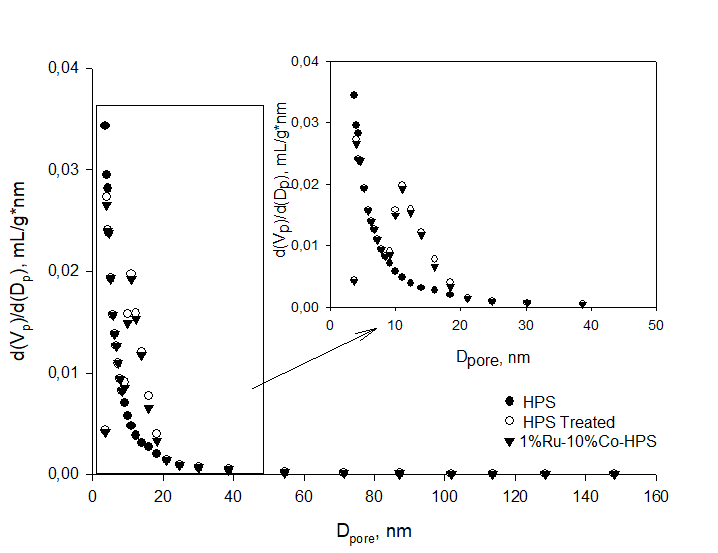 0,04
0,03
0,02
0,01
0,00
d(Vp)/d(Dp), mL/g*nm
0 20 40 60 80 100 120 140 160
Dpore, nm
0,04
0,03
0,02
0,01
0,00
d(Vp)/d(Dp), mL/g*nm
0 10 20 30 40 50
Dpore, nm
HPS
HPS Treated
1%Ru-10%Co-HPS